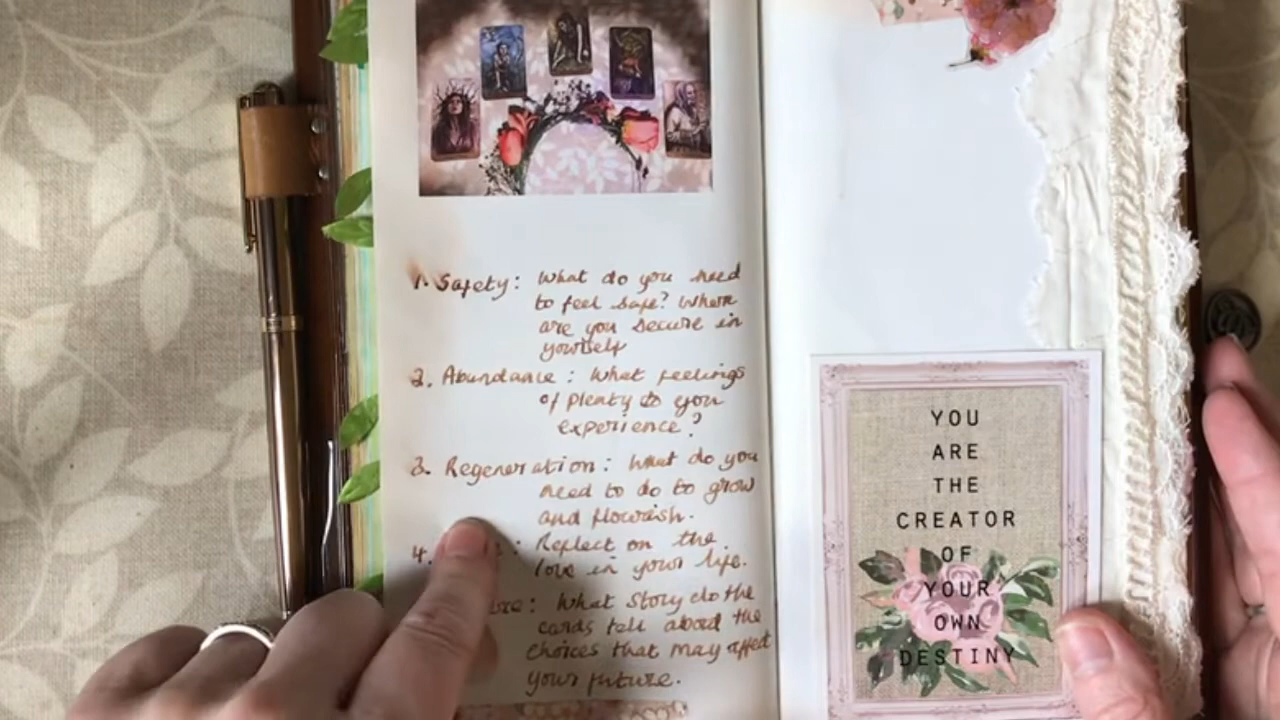 1. Safety: What do you need
to feel safe? Where
are you secure in
yourself
2. Abundance: What feelings
of plenty do you
experience?
3. Regeneration: What do you
need to do to grow
and flourish.
4. : Reflect on the
love in your life.
: What story do the
cards tell about the
choices that may affect
your future.
YOU
ARE
THE
CREATOR
OF
YOUR
OWN
DESTINY